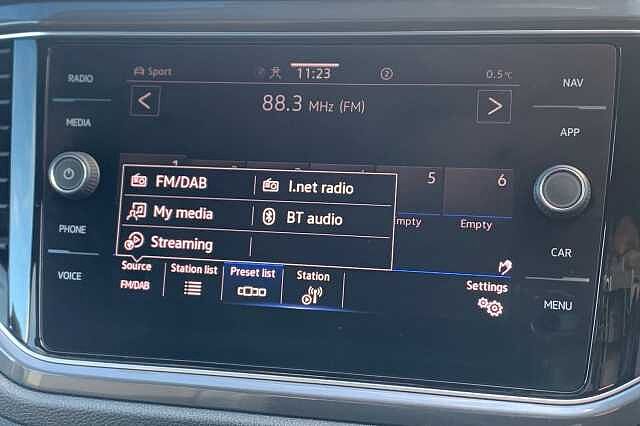 RADIO
MEDIA
PHONE
VOICE
Sport
11:23
2
0.5°C
88.3 MHz (FM)
5
6
Empty
FM/DAB
I.net radio
My media
BT audio
Streaming
Source
FM/DAB
Station list
Preset list
Station
Settings
NAV
APP
CAR
MENU